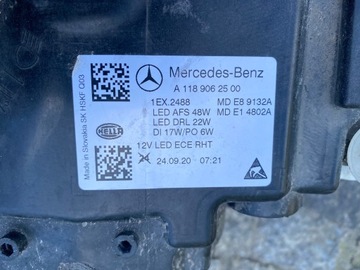 Mercedes-Benz
A 118 906 25 00
1EX.2488 MD E8 9132A
LED AFS 48W MD E1 4802A
LED DRL 22W
DI 17W/PO 6W
12V LED ECE RHT
24.09.20 07:21
HELLA
Made in Slovakia SK HSKF Q03